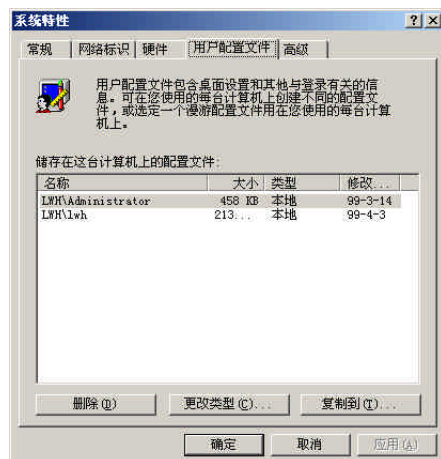 系统特性
常规 网络标识 硬件 用户配置文件 高级
用户配置文件包含桌面设置和其他与登录有关的信
息。可在您使用的每台计算机上创建不同的配置文
件，或选定一个漫游配置文件用在您使用的每台计算
机上。
储存在这台计算机上的配置文件：
名称 大小 类型 修改...
LWH\Administrator 458 KB 本地 99-3-14
LWH\lwh 213... 本地 99-4-3
删除(D) 更改类型(C)... 复制到(T)...
确定 取消 应用(A)